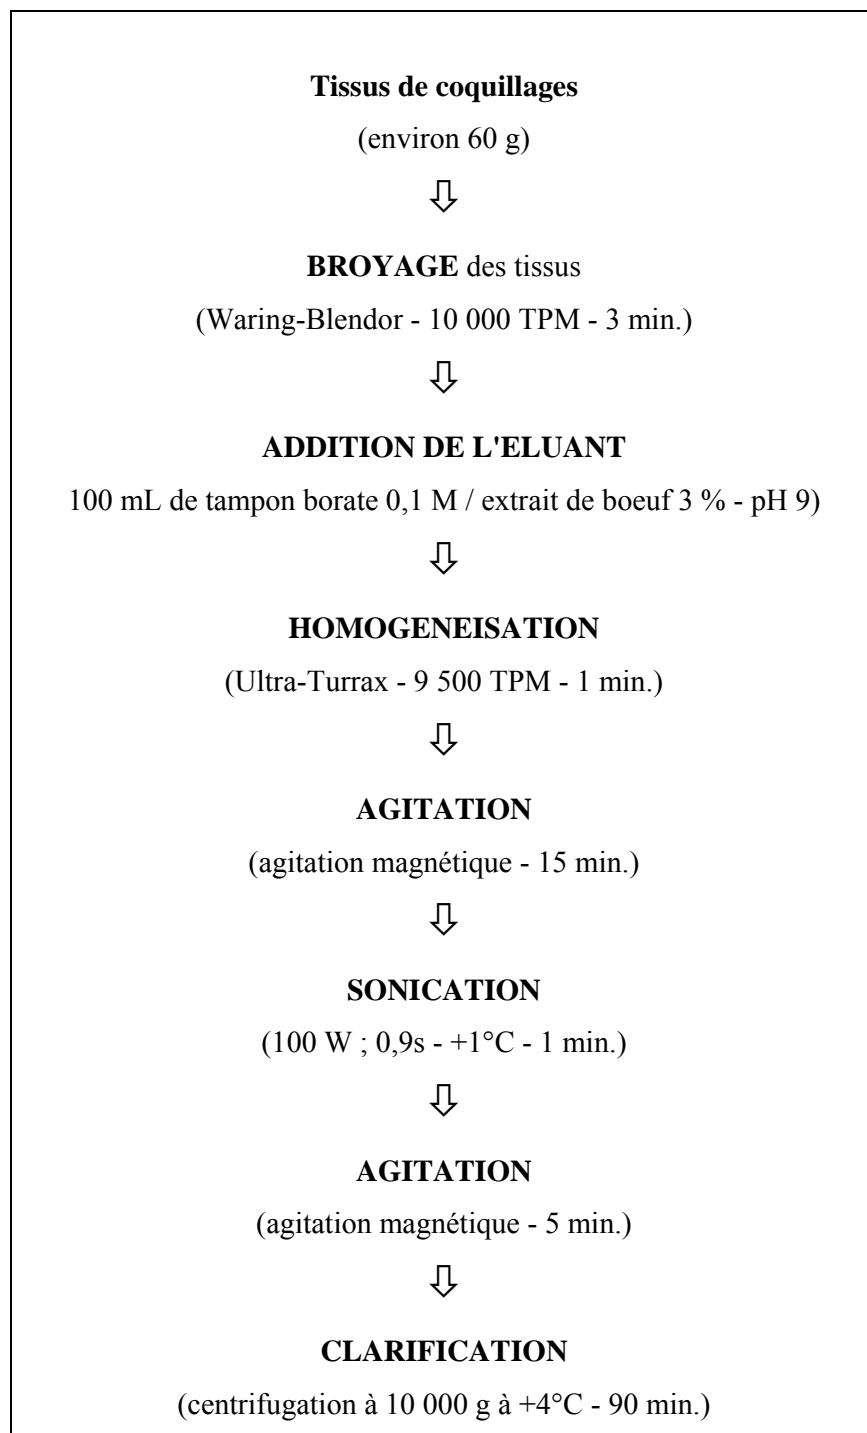 Tissus de coquillages
(environ 60 g)
⇩
BROYAGE des tissus
(Waring-Blendor - 10 000 TPM - 3 min.)
⇩
ADDITION DE L'ELUANT
100 mL de tampon borate 0,1 M / extrait de boeuf 3 % - pH 9)
⇩
HOMOGENEISATION
(Ultra-Turrax - 9 500 TPM - 1 min.)
⇩
AGITATION
(agitation magnétique - 15 min.)
⇩
SONICATION
(100 W ; 0,9s - +1°C - 1 min.)
⇩
AGITATION
(agitation magnétique - 5 min.)
⇩
CLARIFICATION
(centrifugation à 10 000 g à +4°C - 90 min.)